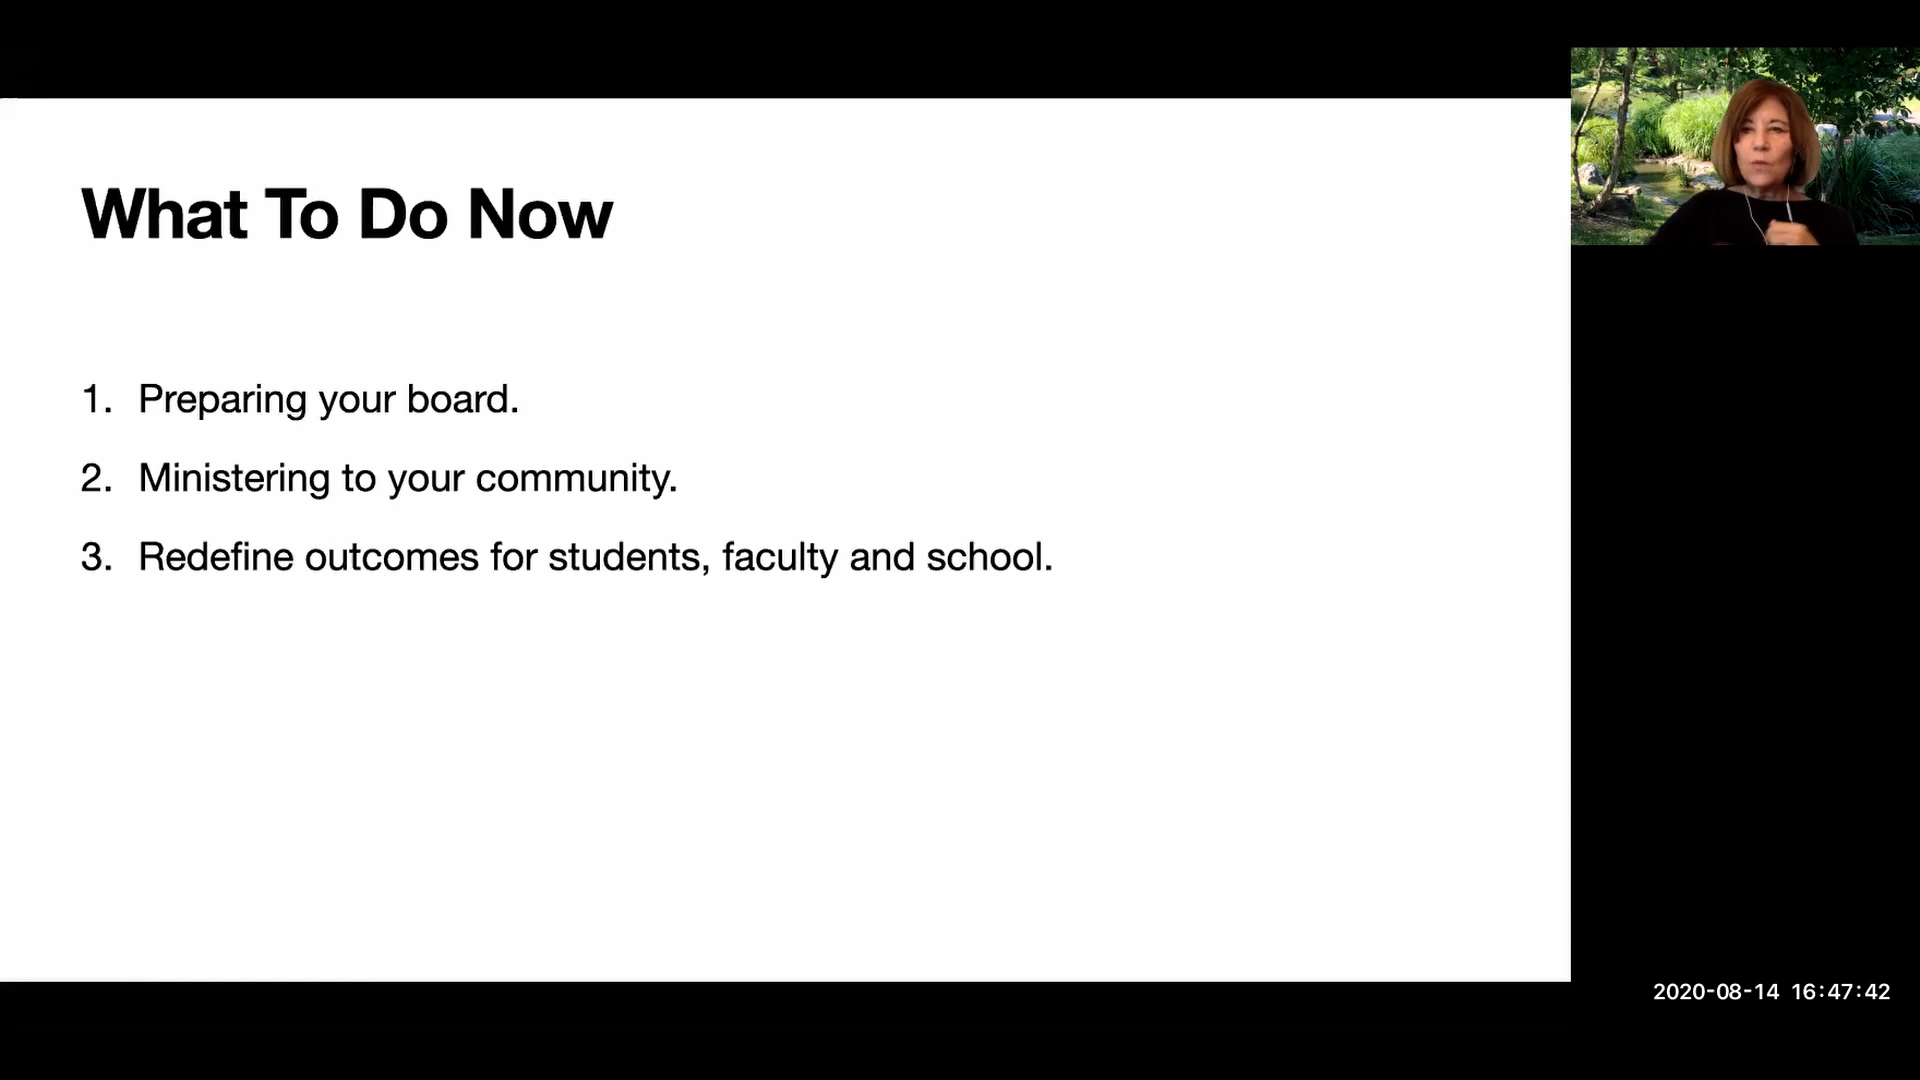 What To Do Now
1. Preparing your board.
2. Ministering to your community.
3. Redefine outcomes for students, faculty and school.
2020-08-14 16:47:42